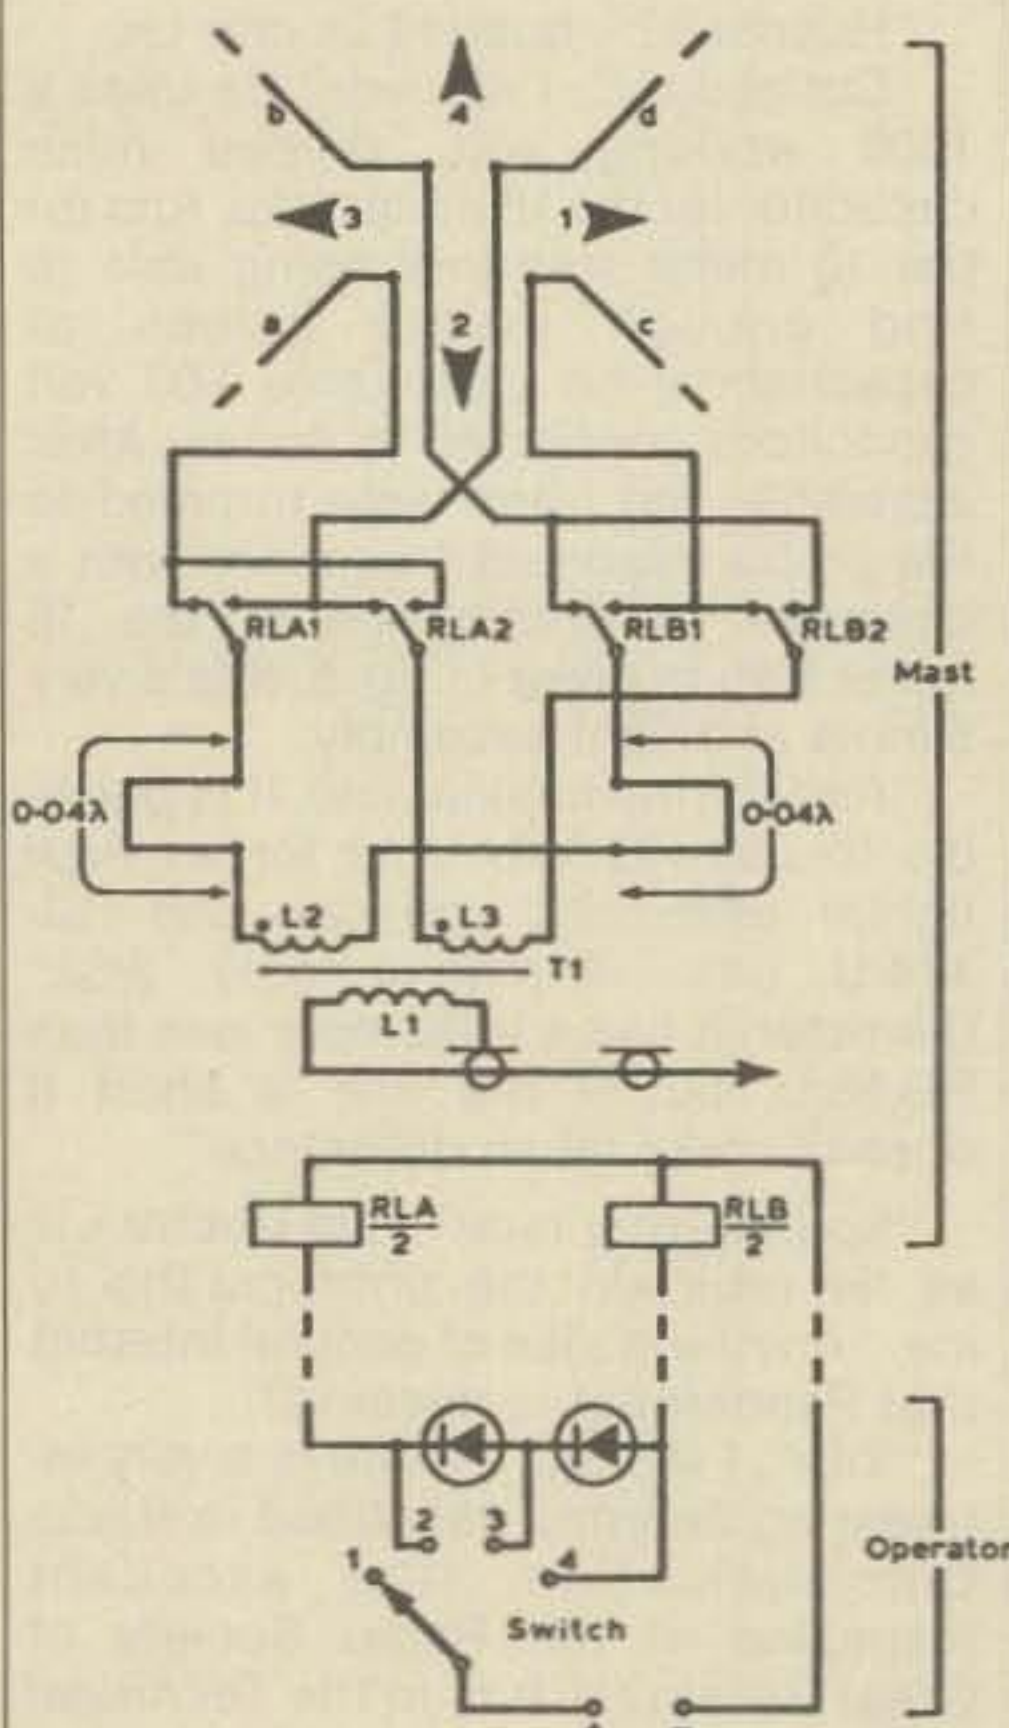 b
4
d
3
1
a
2
c
RLA1
RLA2
RLB1
RLB2
Mast
0·04λ
0·04λ
L2
L3
T1
L1
RLA
2
RLB
2
2
3
1
4
Operator
Switch